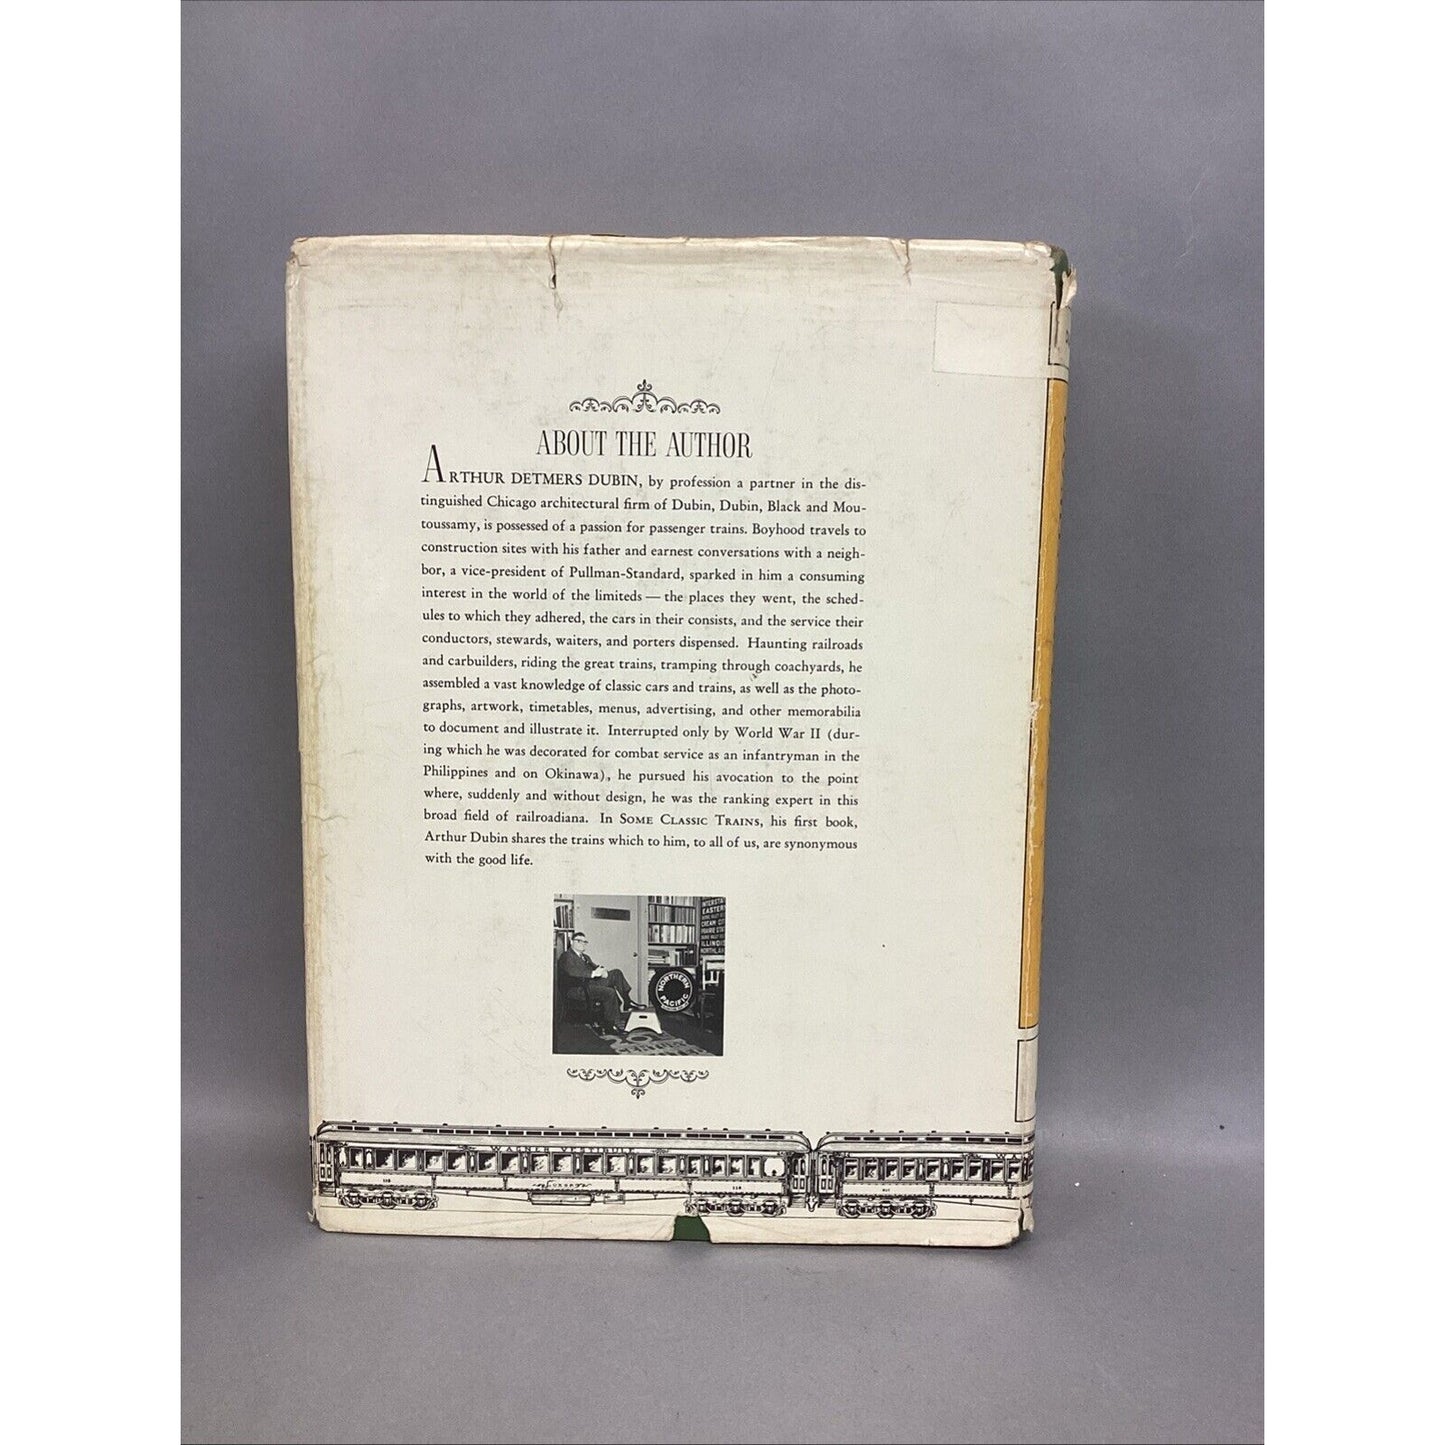 ABOUT THE AUTHOR
ARTHUR DETMERS DUBIN, by profession a partner in the dis-
tinguished Chicago architectural firm of Dubin, Dubin, Black and Mou-
toussamy, is possessed of a passion for passenger trains. Boyhood travels to
construction sites with his father and earnest conversations with a neigh-
bor, a vice-president of Pullman-Standard, sparked in him a consuming
interest in the world of the limiteds — the places they went, the sched-
ules to which they adhered, the cars in their consists, and the service their
conductors, stewards, waiters, and porters dispensed. Haunting railroads
and carbuilders, riding the great trains, tramping through coachyards, he
assembled a vast knowledge of classic cars and trains, as well as the photo-
graphs, artwork, timetables, menus, advertising, and other memorabilia
to document and illustrate it. Interrupted only by World War II (dur-
ing which he was decorated for combat service as an infantryman in the
Philippines and on Okinawa), he pursued his avocation to the point
where, suddenly and without design, he was the ranking expert in this
broad field of railroadiana. In SOME CLASSIC TRAINS, his first book,
Arthur Dubin shares the trains which to him, to all of us, are synonymous
with the good life.
EASTERN
ILLINOIS
NORTHERN
PACIFIC
WAGNER VESTIBULE